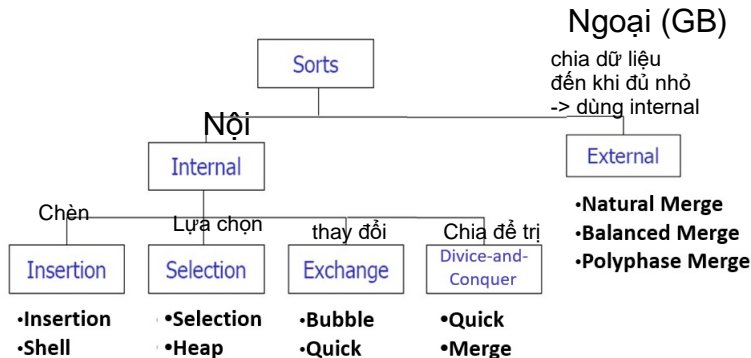 Ngoại (GB)
Sorts
chia dữ liệu
đến khi đủ nhỏ
-> dùng internal
Nội
Internal
External
•Natural Merge
•Balanced Merge
•Polyphase Merge
Chèn
Lựa chọn
thay đổi
Chia để trị
Insertion
Selection
Exchange
Divice-and-
Conquer
•Insertion
•Shell
•Selection
•Heap
•Bubble
•Quick
•Quick
•Merge